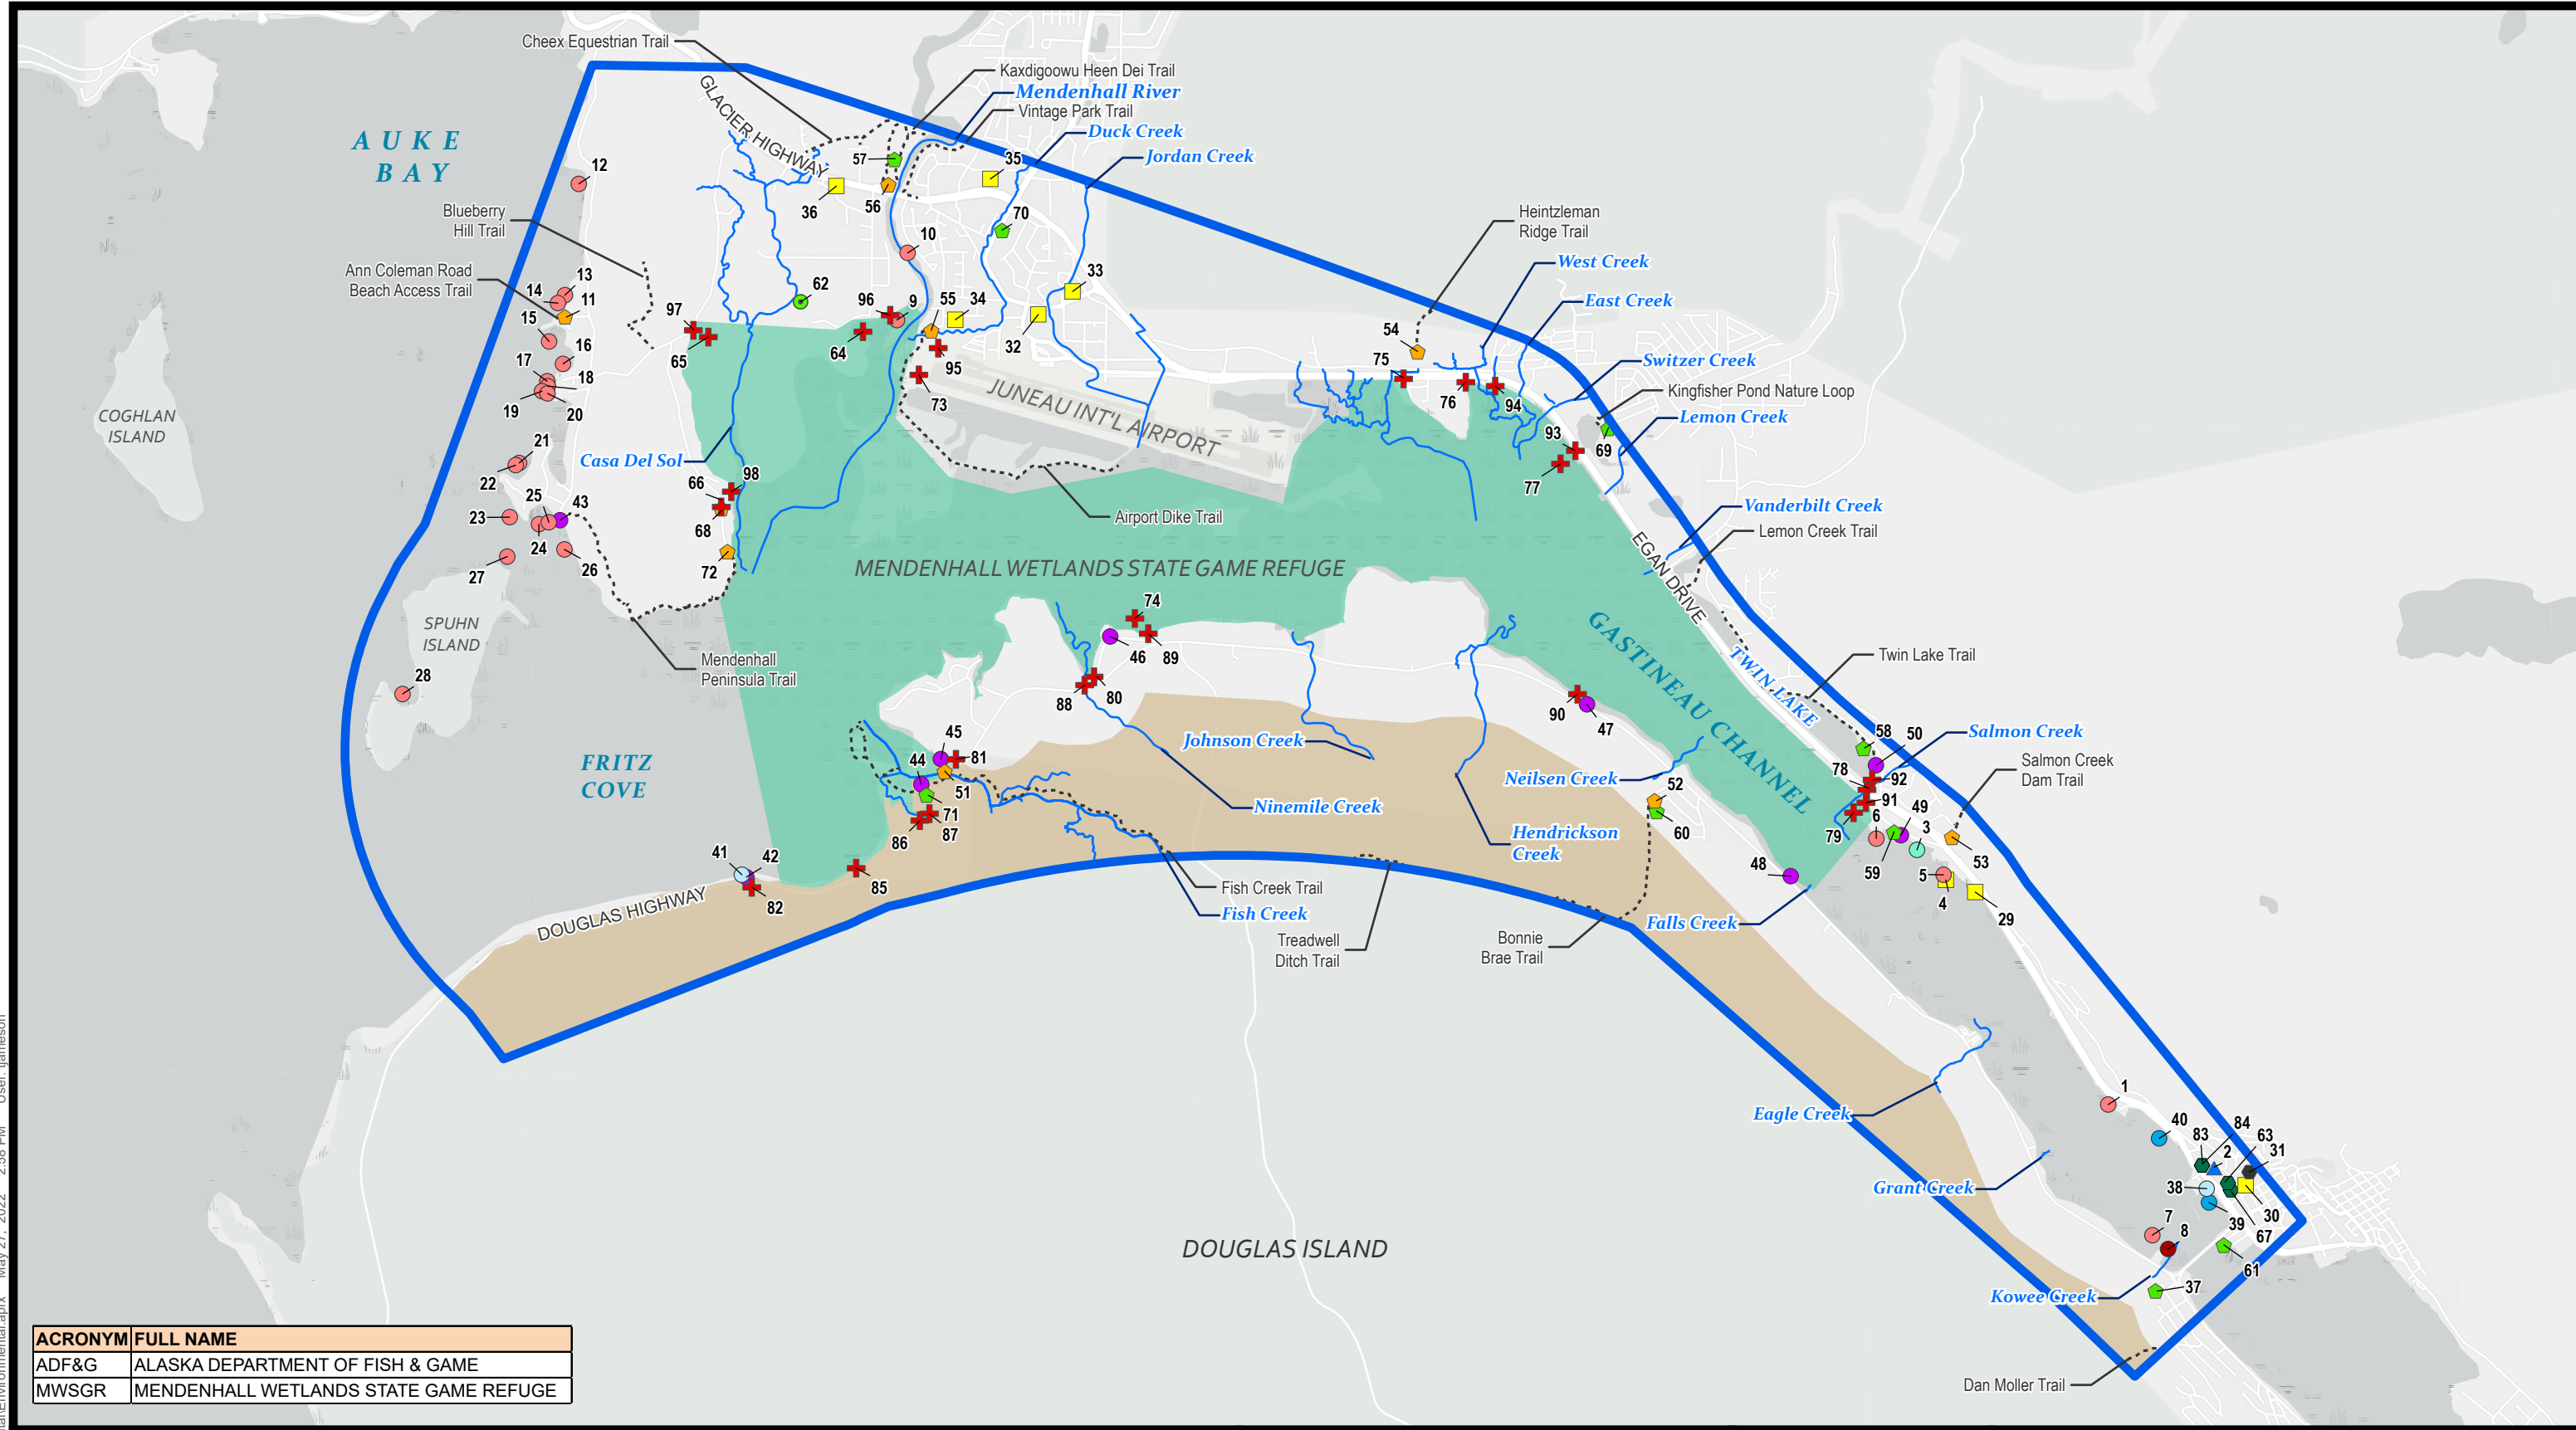 Cheex Equestrian Trail
Kaxdigoowu Heen Dei Trail
Mendenhall River
Vintage Park Trail
Duck Creek
Jordan Creek
GLACIER HIGHWAY
AUKE
BAY
12
57
35
36
56
70
Blueberry
Hill Trail
Heintzleman
Ridge Trail
10
West Creek
Ann Coleman Road
Beach Access Trail
13
14
11
33
62
East Creek
97
96
9
55
34
15
65
64
32
54
75
Switzer Creek
16
17
18
95
76
94
Kingfisher Pond Nature Loop
19
20
73
JUNEAU INT'L AIRPORT
Lemon Creek
COGHLAN
ISLAND
21
22
93
69
Casa Del Sol
98
66
77
25
43
Vanderbilt Creek
23
68
Airport Dike Trail
Lemon Creek Trail
24
26
27
72
EGAN DRIVE
MENDENHALL WETLANDS STATE GAME REFUGE
74
SPUHN
ISLAND
46
89
GASTINEAU CHANNEL
TWIN LAKE
Twin Lake Trail
Mendenhall
Peninsula Trail
28
88
80
90
47
58
50
Salmon Creek
45
44
81
Johnson Creek
FRITZ
COVE
Neilsen Creek
78
92
Salmon Creek
Dam Trail
51
52
91
49
3
Ninemile Creek
71
87
86
60
6
79
Hendrickson
Creek
59
53
41
42
82
85
48
5
4
29
Fish Creek Trail
Fish Creek
DOUGLAS HIGHWAY
Falls Creek
Treadwell
Ditch Trail
Bonnie
Brae Trail
1
Eagle Creek
40
83
84
63
2
31
Grant Creek
38
30
39
67
7
8
61
DOUGLAS ISLAND
37
Kowee Creek
Dan Moller Trail
ACRONYM FULL NAME
ADF&G ALASKA DEPARTMENT OF FISH & GAME
MWSGR MENDENHALL WETLANDS STATE GAME REFUGE
May 27, 2022 2:58 PM User: tjameson